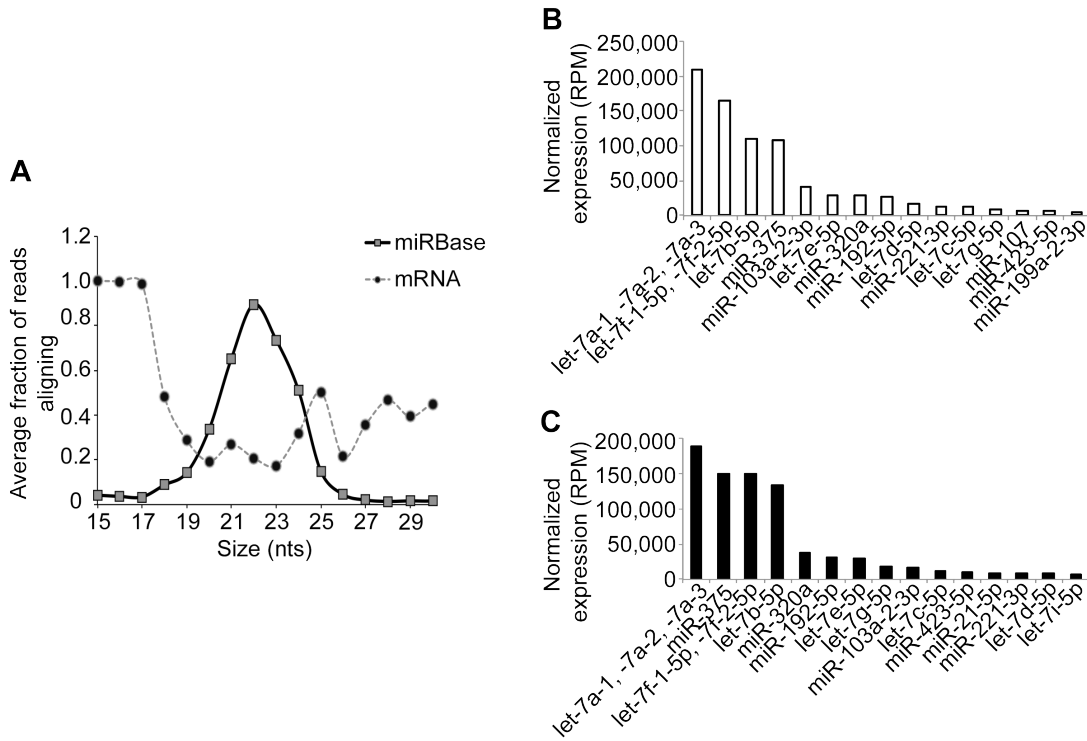 A
Average fraction of reads
aligning
1.2
1.0
0.8
0.6
0.4
0.2
0
15
17
19
21
23
25
27
29
Size (nts)
miRBase
mRNA
B
Normalized
expression (RPM)
250,000
200,000
150,000
100,000
50,000
0
let-7a-1, -7a-2, -7a-3
let-7f-1-5p, -7f-2-5p
let-7b-5p
miR-375
miR-103a-2-3p
let-7e-5p
miR-320a
miR-192-5p
let-7d-5p
miR-221-3p
let-7c-5p
let-7g-5p
miR-107
miR-423-5p
miR-199a-2-3p
C
Normalized
expression (RPM)
200,000
150,000
100,000
50,000
0
let-7a-1, -7a-2, -7a-3
miR-375
let-7f-1-5p, -7f-2-5p
let-7b-5p
miR-320a
miR-192-5p
let-7e-5p
let-7g-5p
miR-103a-2-3p
let-7c-5p
miR-423-5p
miR-21-5p
miR-221-3p
let-7d-5p
let-7i-5p